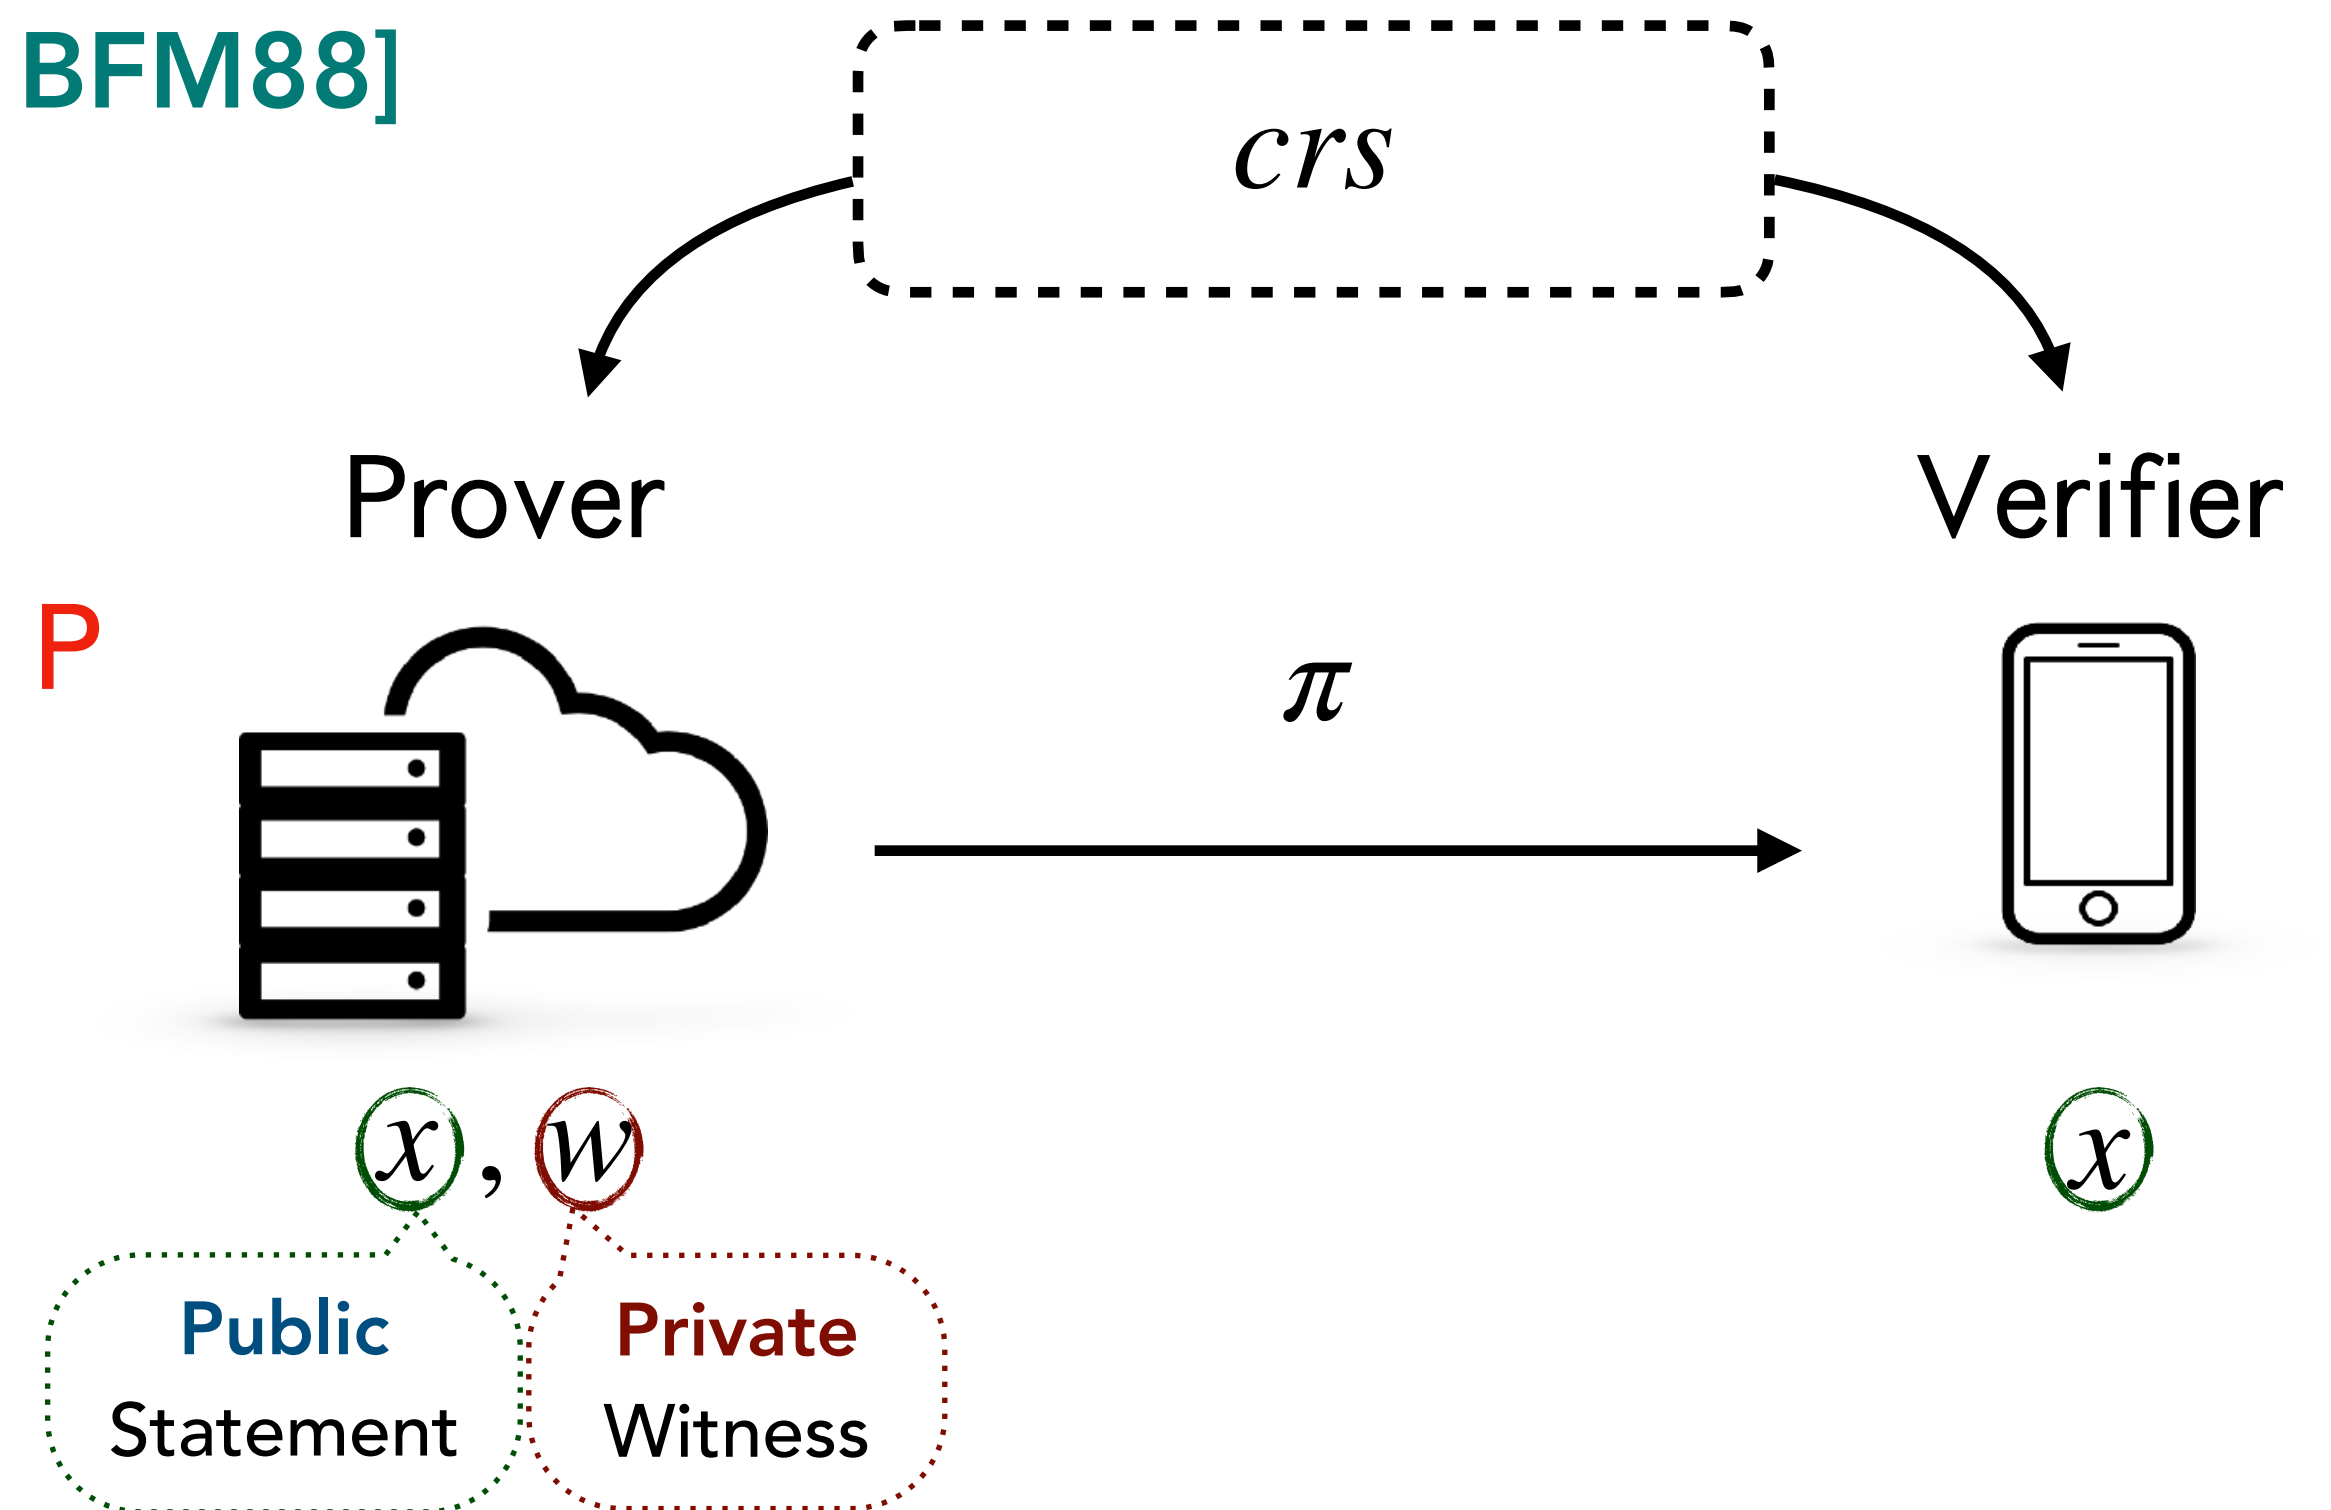 BFM88]
crs
Prover
Verifier
P
π
x, w
x
Public
Statement
Private
Witness